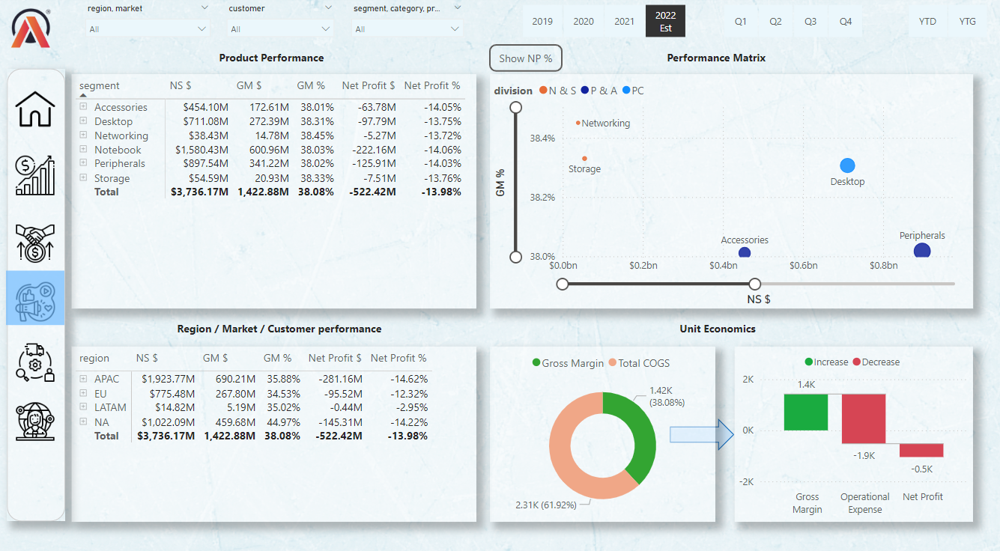 region, market customer segment, category, pr...
All All All
2019 2020 2021 2022 Est Q1 Q2 Q3 Q4 YTD YTG
Product Performance
segment NS $ GM $ GM % Net Profit $ Net Profit %
Accessories $454.10M 172.61M 38.01% -63.78M -14.05%
Desktop $711.08M 272.39M 38.31% -97.79M -13.75%
Networking $38.43M 14.78M 38.45% -5.27M -13.72%
Notebook $1,580.43M 600.96M 38.03% -222.16M -14.06%
Peripherals $897.54M 341.22M 38.02% -125.91M -14.03%
Storage $54.59M 20.93M 38.33% -7.51M -13.76%
Total $3,736.17M 1,422.88M 38.08% -522.42M -13.98%
Show NP %
Performance Matrix
division N & S P & A PC
GM %
38.4%
38.2%
38.0%
Networking
Storage
Desktop
Accessories
Peripherals
$0.0bn $0.2bn $0.4bn $0.6bn $0.8bn
NS $
Region / Market / Customer performance
region NS $ GM $ GM % Net Profit $ Net Profit %
APAC $1,923.77M 690.21M 35.88% -281.16M -14.62%
EU $775.48M 267.80M 34.53% -95.52M -12.32%
LATAM $14.82M 5.19M 35.02% -0.44M -2.95%
NA $1,022.09M 459.68M 44.97% -145.31M -14.22%
Total $3,736.17M 1,422.88M 38.08% -522.42M -13.98%
Unit Economics
Gross Margin Total COGS
1.42K
(38.08%)
2.31K (61.92%)
Increase Decrease
2K
0K
-2K
1.4K
-1.9K
-0.5K
Gross Margin
Operational Expense
Net Profit